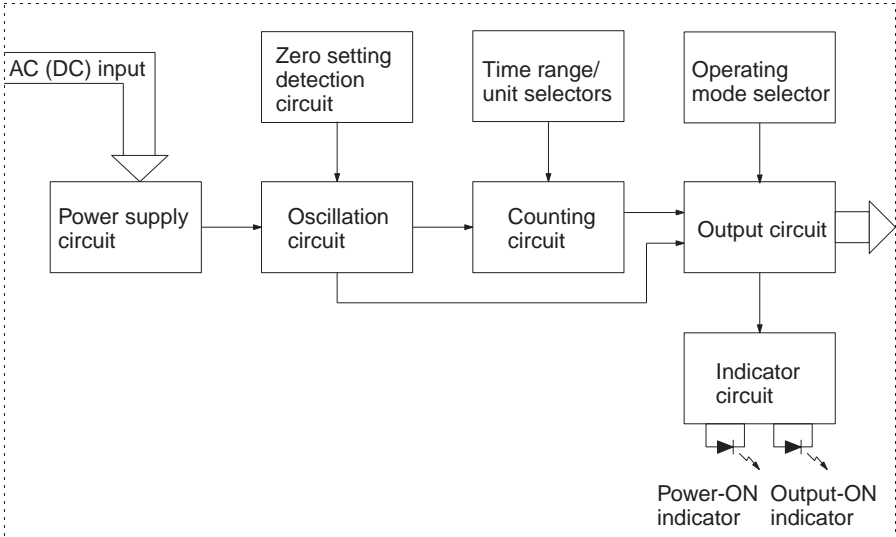 AC (DC) input
Zero setting
detection
circuit
Time range/
unit selectors
Operating
mode selector
Power supply
circuit
Oscillation
circuit
Counting
circuit
Output circuit
Indicator
circuit
Power-ON
indicator
Output-ON
indicator